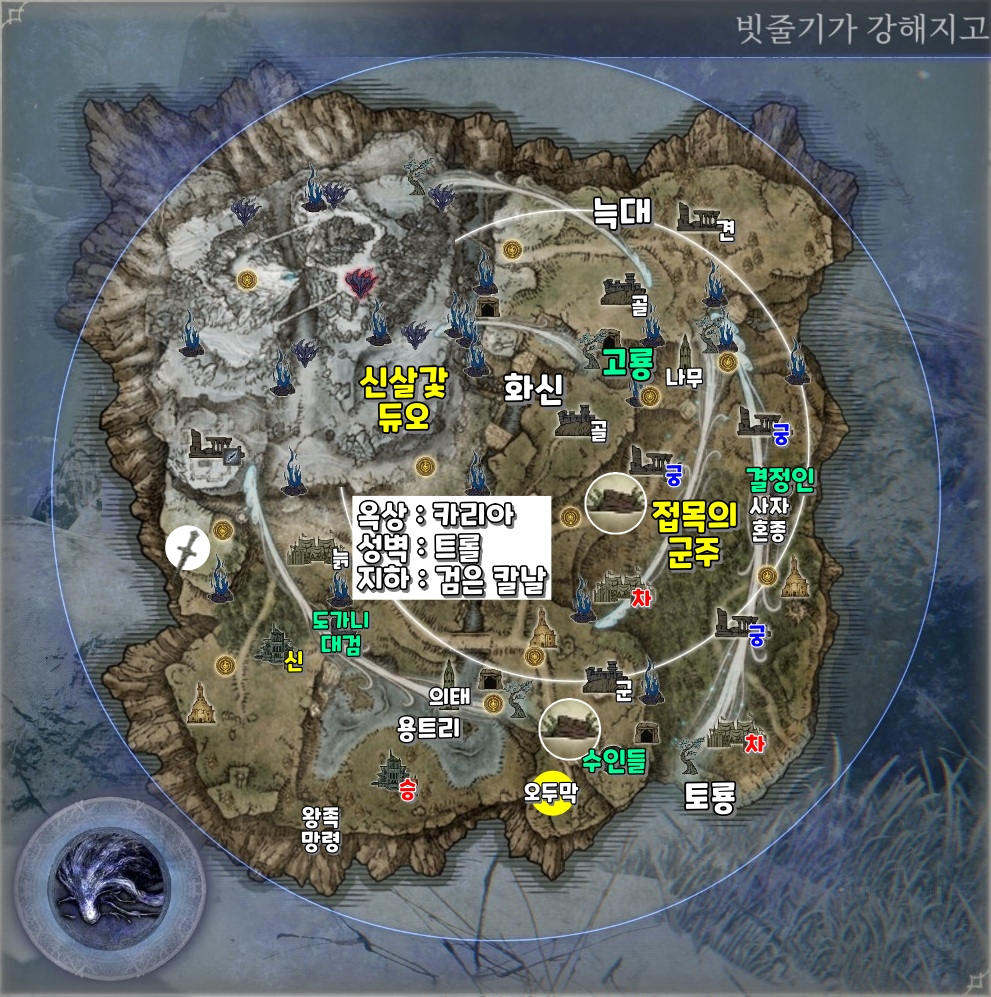 빗줄기가 강해지고
늑대
견
골
고룡
나무
신살갗
듀오
화신
골
궁
궁
결정인
사자
혼종
접목의
군주
옥상 : 카리아
성벽 : 트롤
지하 : 검은 칼날
늙
차
도가니
대검
궁
신
군
의태
용트리
차
수인들
승
오두막
토룡
왕족
망령